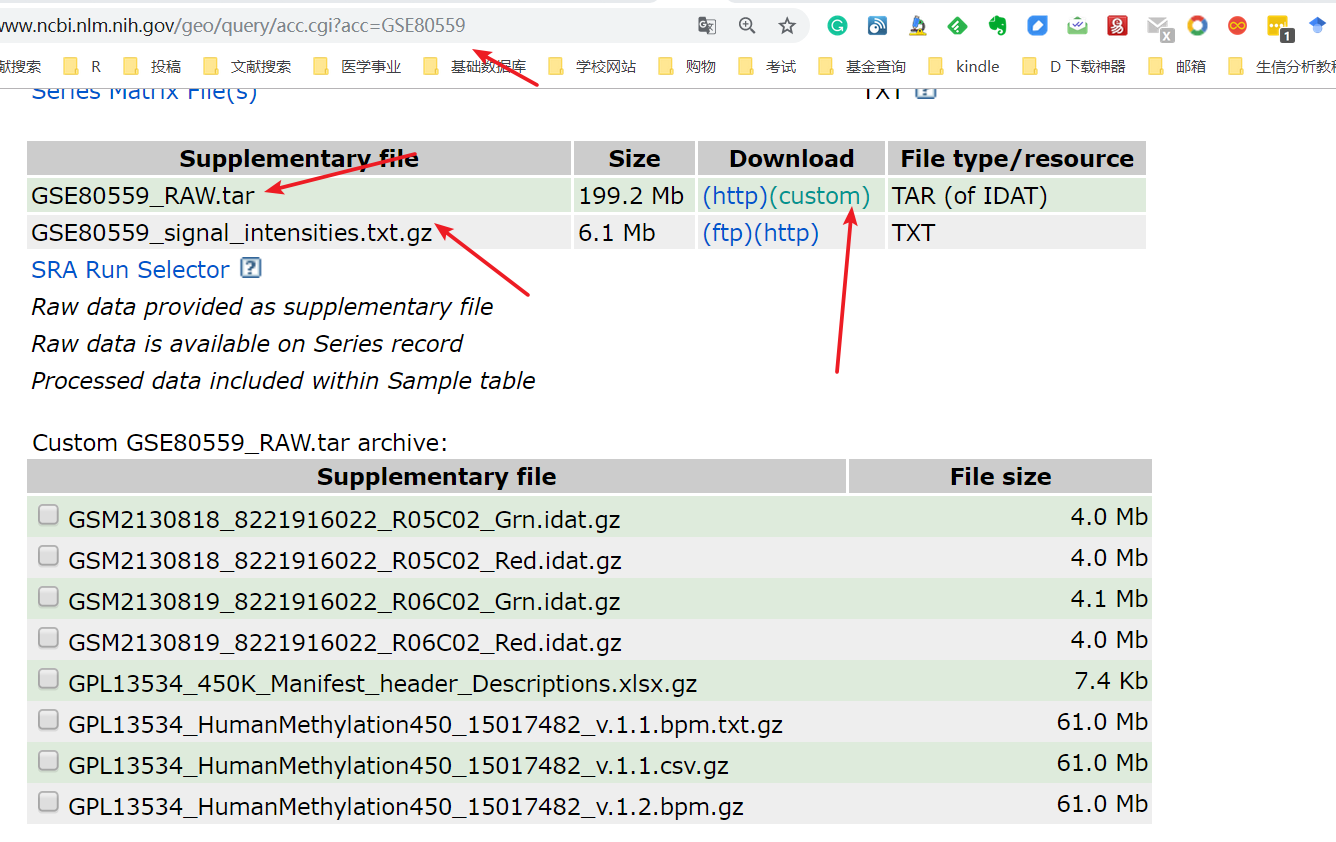 www.ncbi.nlm.nih.gov/geo/query/acc.cgi?acc=GSE80559
献搜索 R 投稿 文献搜索 医学事业 基础数据库 学校网站 购物 考试 基金查询 kindle D 下载神器 邮箱 生信分析教程
Series Matrix File(s) TXT ?
Supplementary file Size Download File type/resource
GSE80559_RAW.tar 199.2 Mb (http)(custom) TAR (of IDAT)
GSE80559_signal_intensities.txt.gz 6.1 Mb (ftp)(http) TXT
SRA Run Selector ?
Raw data provided as supplementary file
Raw data is available on Series record
Processed data included within Sample table
Custom GSE80559_RAW.tar archive:
Supplementary file File size
GSM2130818_8221916022_R05C02_Grn.idat.gz 4.0 Mb
GSM2130818_8221916022_R05C02_Red.idat.gz 4.0 Mb
GSM2130819_8221916022_R06C02_Grn.idat.gz 4.1 Mb
GSM2130819_8221916022_R06C02_Red.idat.gz 4.0 Mb
GPL13534_450K_Manifest_header_Descriptions.xlsx.gz 7.4 Kb
GPL13534_HumanMethylation450_15017482_v.1.1.bpm.txt.gz 61.0 Mb
GPL13534_HumanMethylation450_15017482_v.1.1.csv.gz 61.0 Mb
GPL13534_HumanMethylation450_15017482_v.1.2.bpm.gz 61.0 Mb